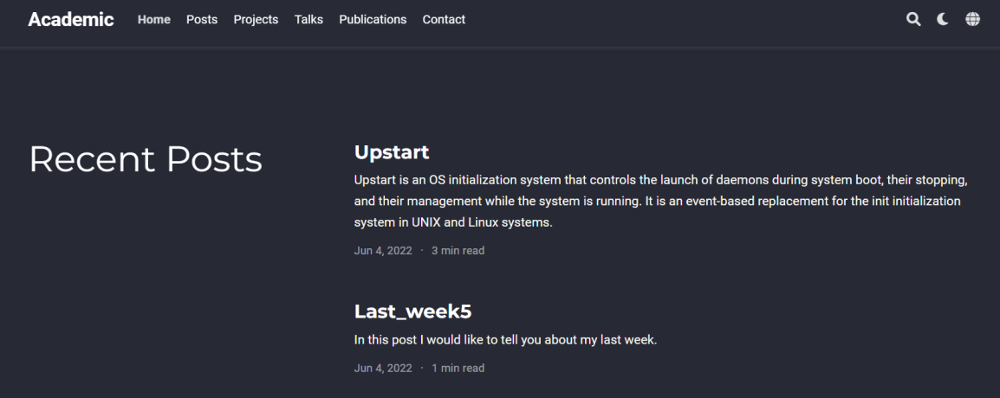 Academic Home Posts Projects Talks Publications Contact
Recent Posts
Upstart
Upstart is an OS initialization system that controls the launch of daemons during system boot, their stopping,
and their management while the system is running. It is an event-based replacement for the init initialization
system in UNIX and Linux systems.
Jun 4, 2022 · 3 min read
Last_week5
In this post I would like to tell you about my last week.
Jun 4, 2022 · 1 min read